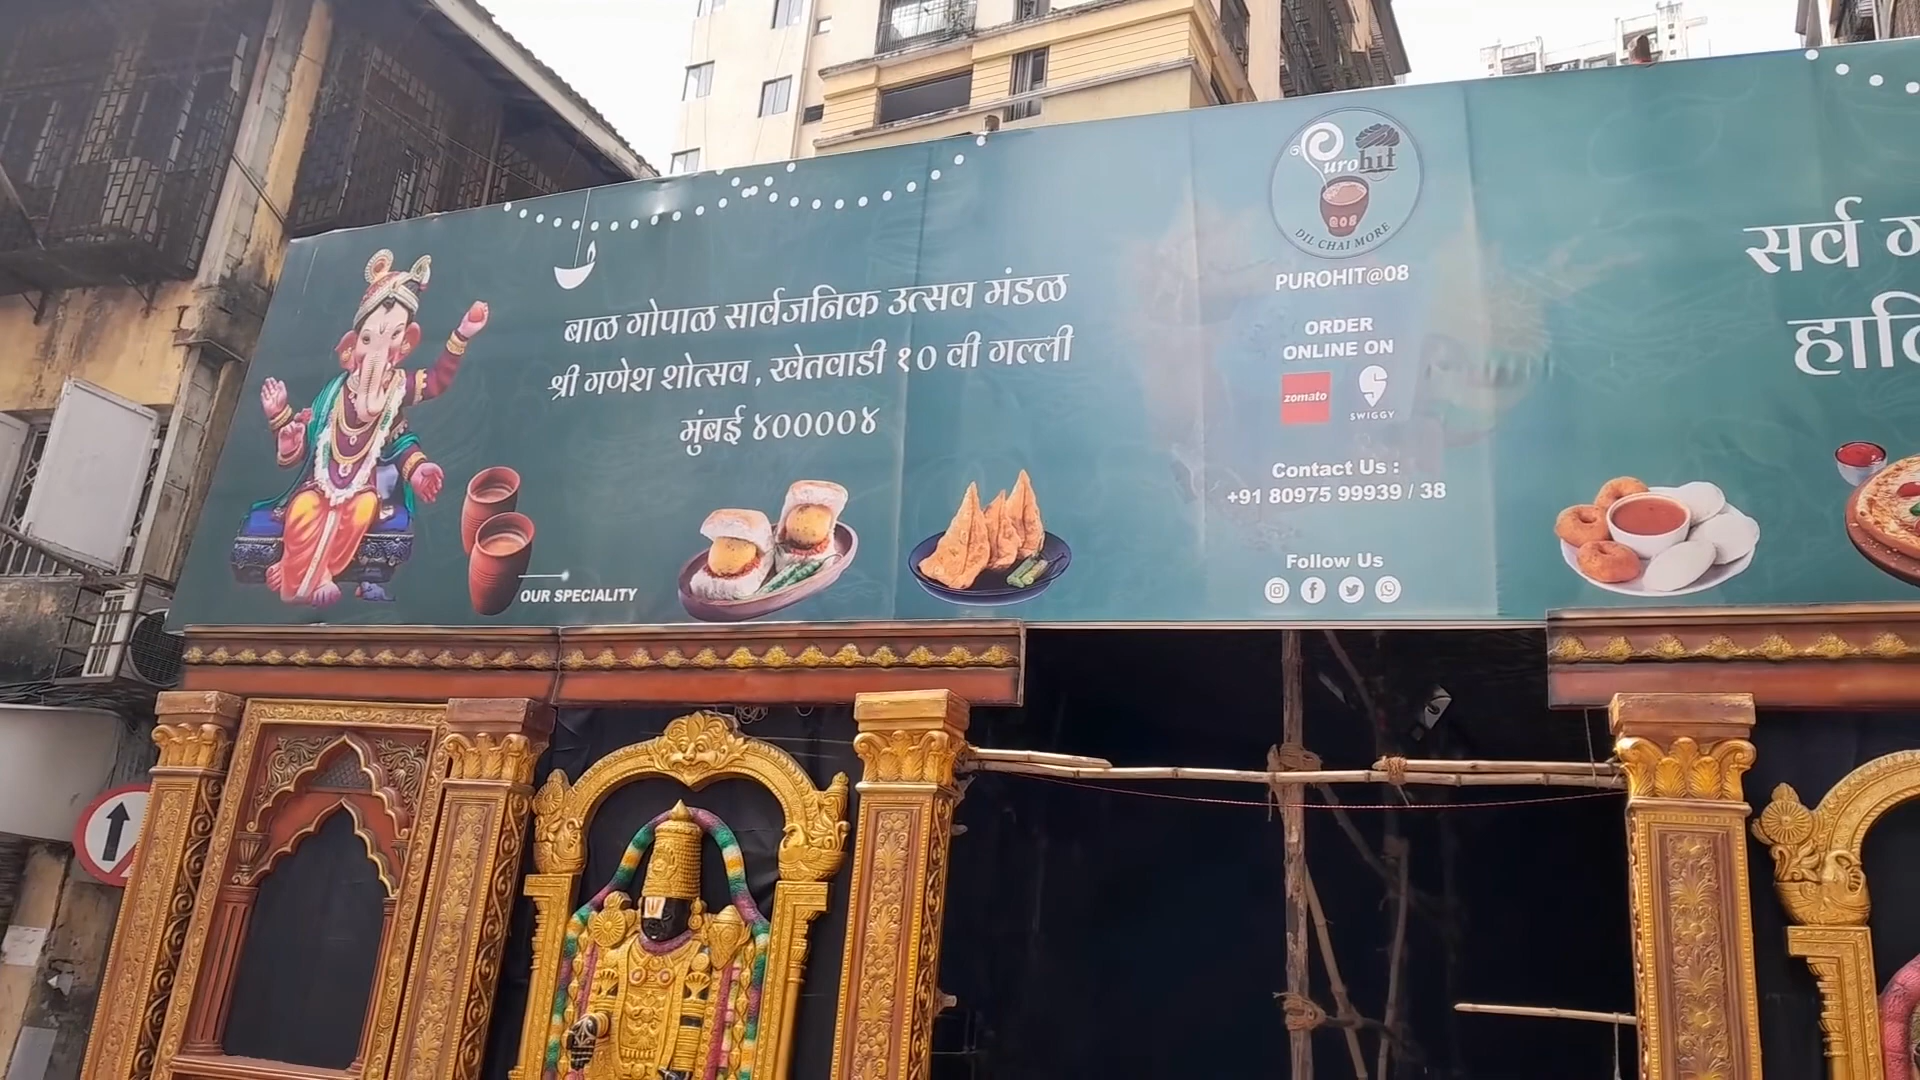 बाळ गोपाळ सार्वजनिक उत्सव मंडळ
श्री गणेश शोत्सव, खेतवाडी १० वी गल्ली
मुंबई ४००००४
OUR SPECIALITY
Purohit
@08
DIL CHAI MORE
PUROHIT@08
ORDER
ONLINE ON
zomato
SWIGGY
Contact Us :
+91 80975 99939 / 38
Follow Us
सर्व